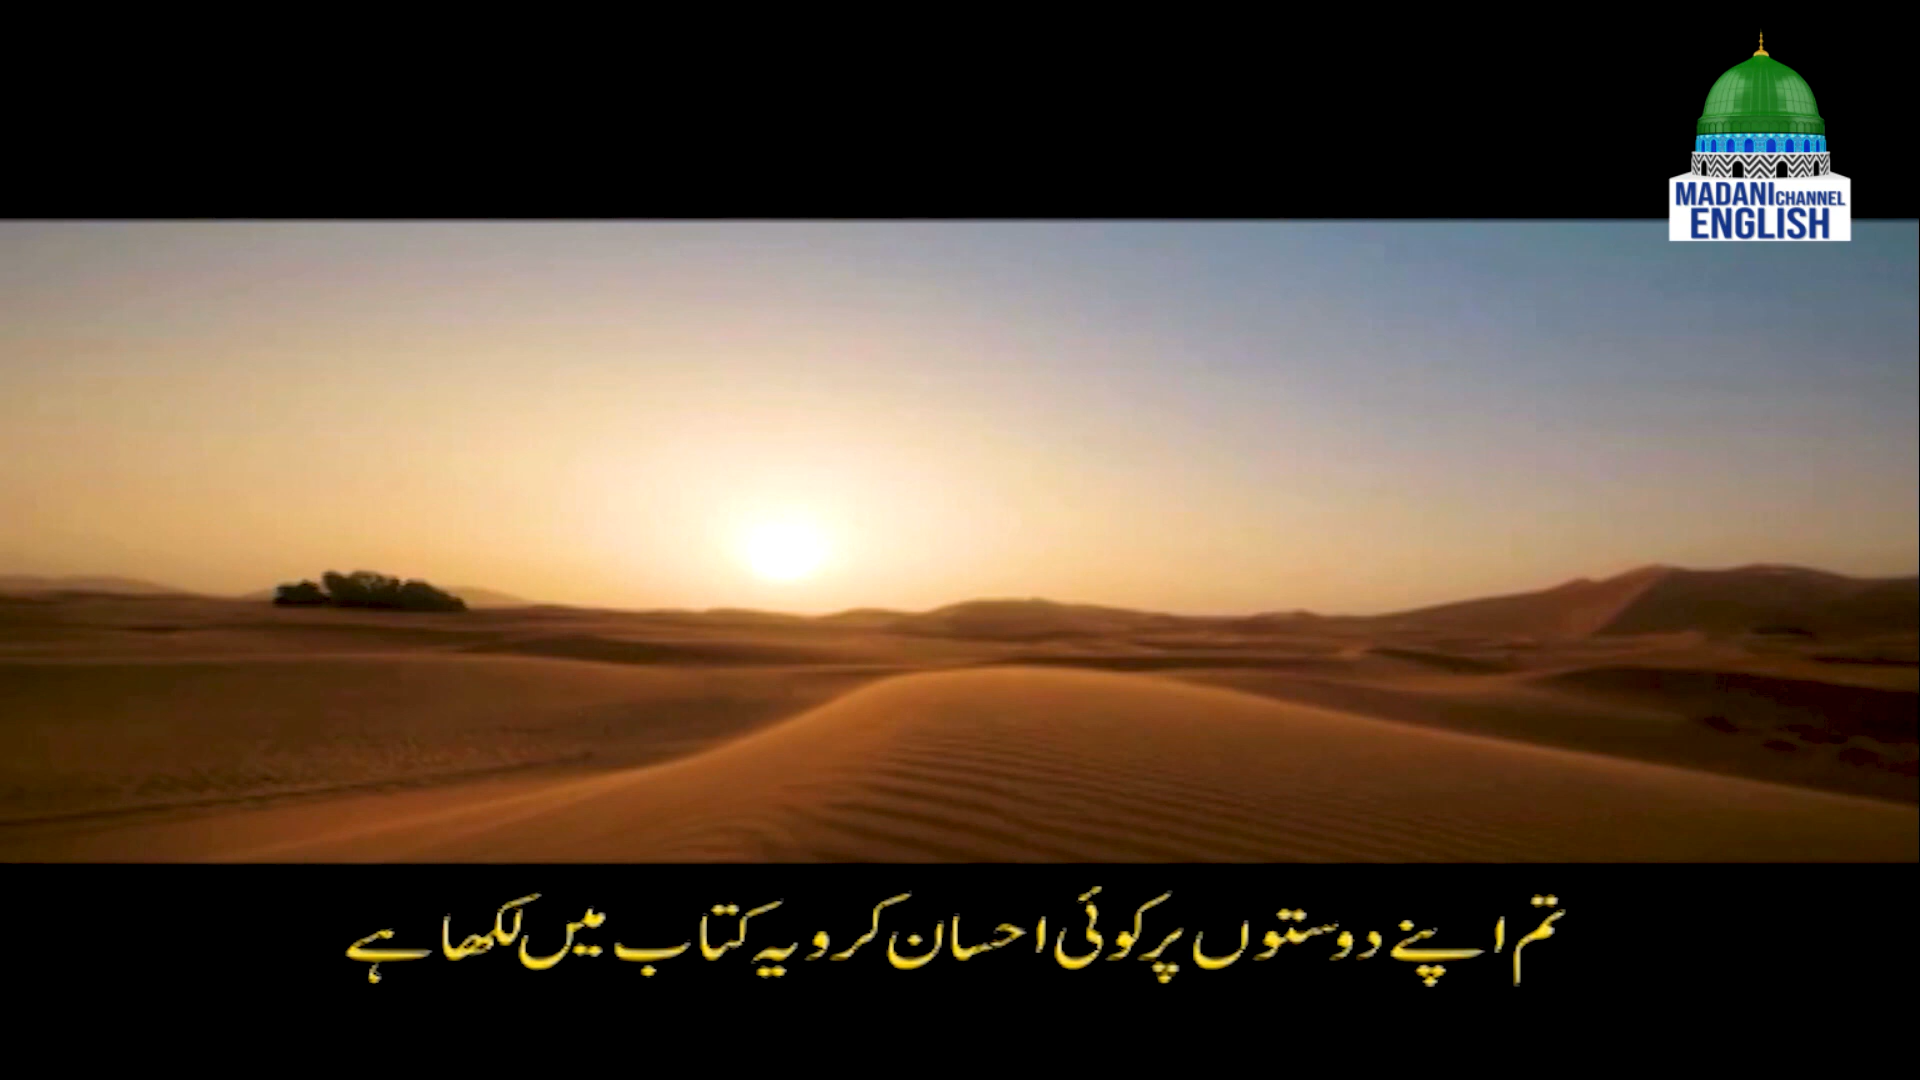 MADANI CHANNEL
ENGLISH
تم اپنے دوستوں پر کوئی احسان کرو یہ کتاب میں لکھا ہے